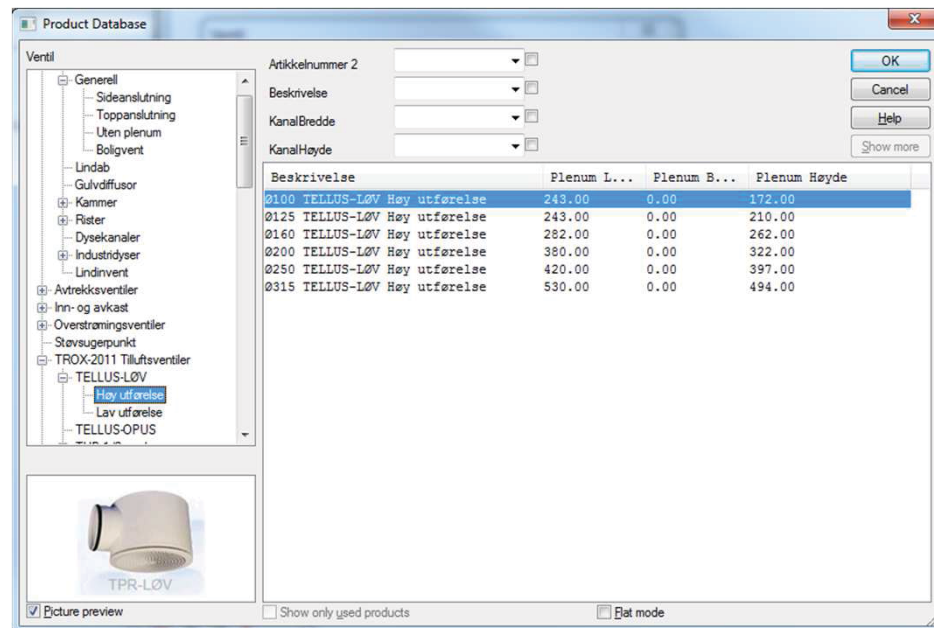 Product Database
Ventil
Generell
Sideanslutning
Toppanslutning
Uten plenum
Boligvent
Lindab
Gulvdiffusor
Kammer
Rister
Dysekanaler
Industridyser
Lindinvent
Avtrekksventiler
Inn- og avkast
Overstrømingsventiler
Støvsugerpunkt
TROX-2011 Tilluftsventiler
TELLUS-LØV
Høy utførelse
Lav utførelse
TELLUS-OPUS
Artikkelnummer 2
Beskrivelse
KanalBredde
KanalHøyde
OK
Cancel
Help
Show more
Beskrivelse Plenum L... Plenum B... Plenum Høyde
Ø100 TELLUS-LØV Høy utførelse 243.00 0.00 172.00
Ø125 TELLUS-LØV Høy utførelse 243.00 0.00 210.00
Ø160 TELLUS-LØV Høy utførelse 282.00 0.00 262.00
Ø200 TELLUS-LØV Høy utførelse 380.00 0.00 322.00
Ø250 TELLUS-LØV Høy utførelse 420.00 0.00 397.00
Ø315 TELLUS-LØV Høy utførelse 530.00 0.00 494.00
TPR-LØV
Picture preview
Show only used products
Flat mode